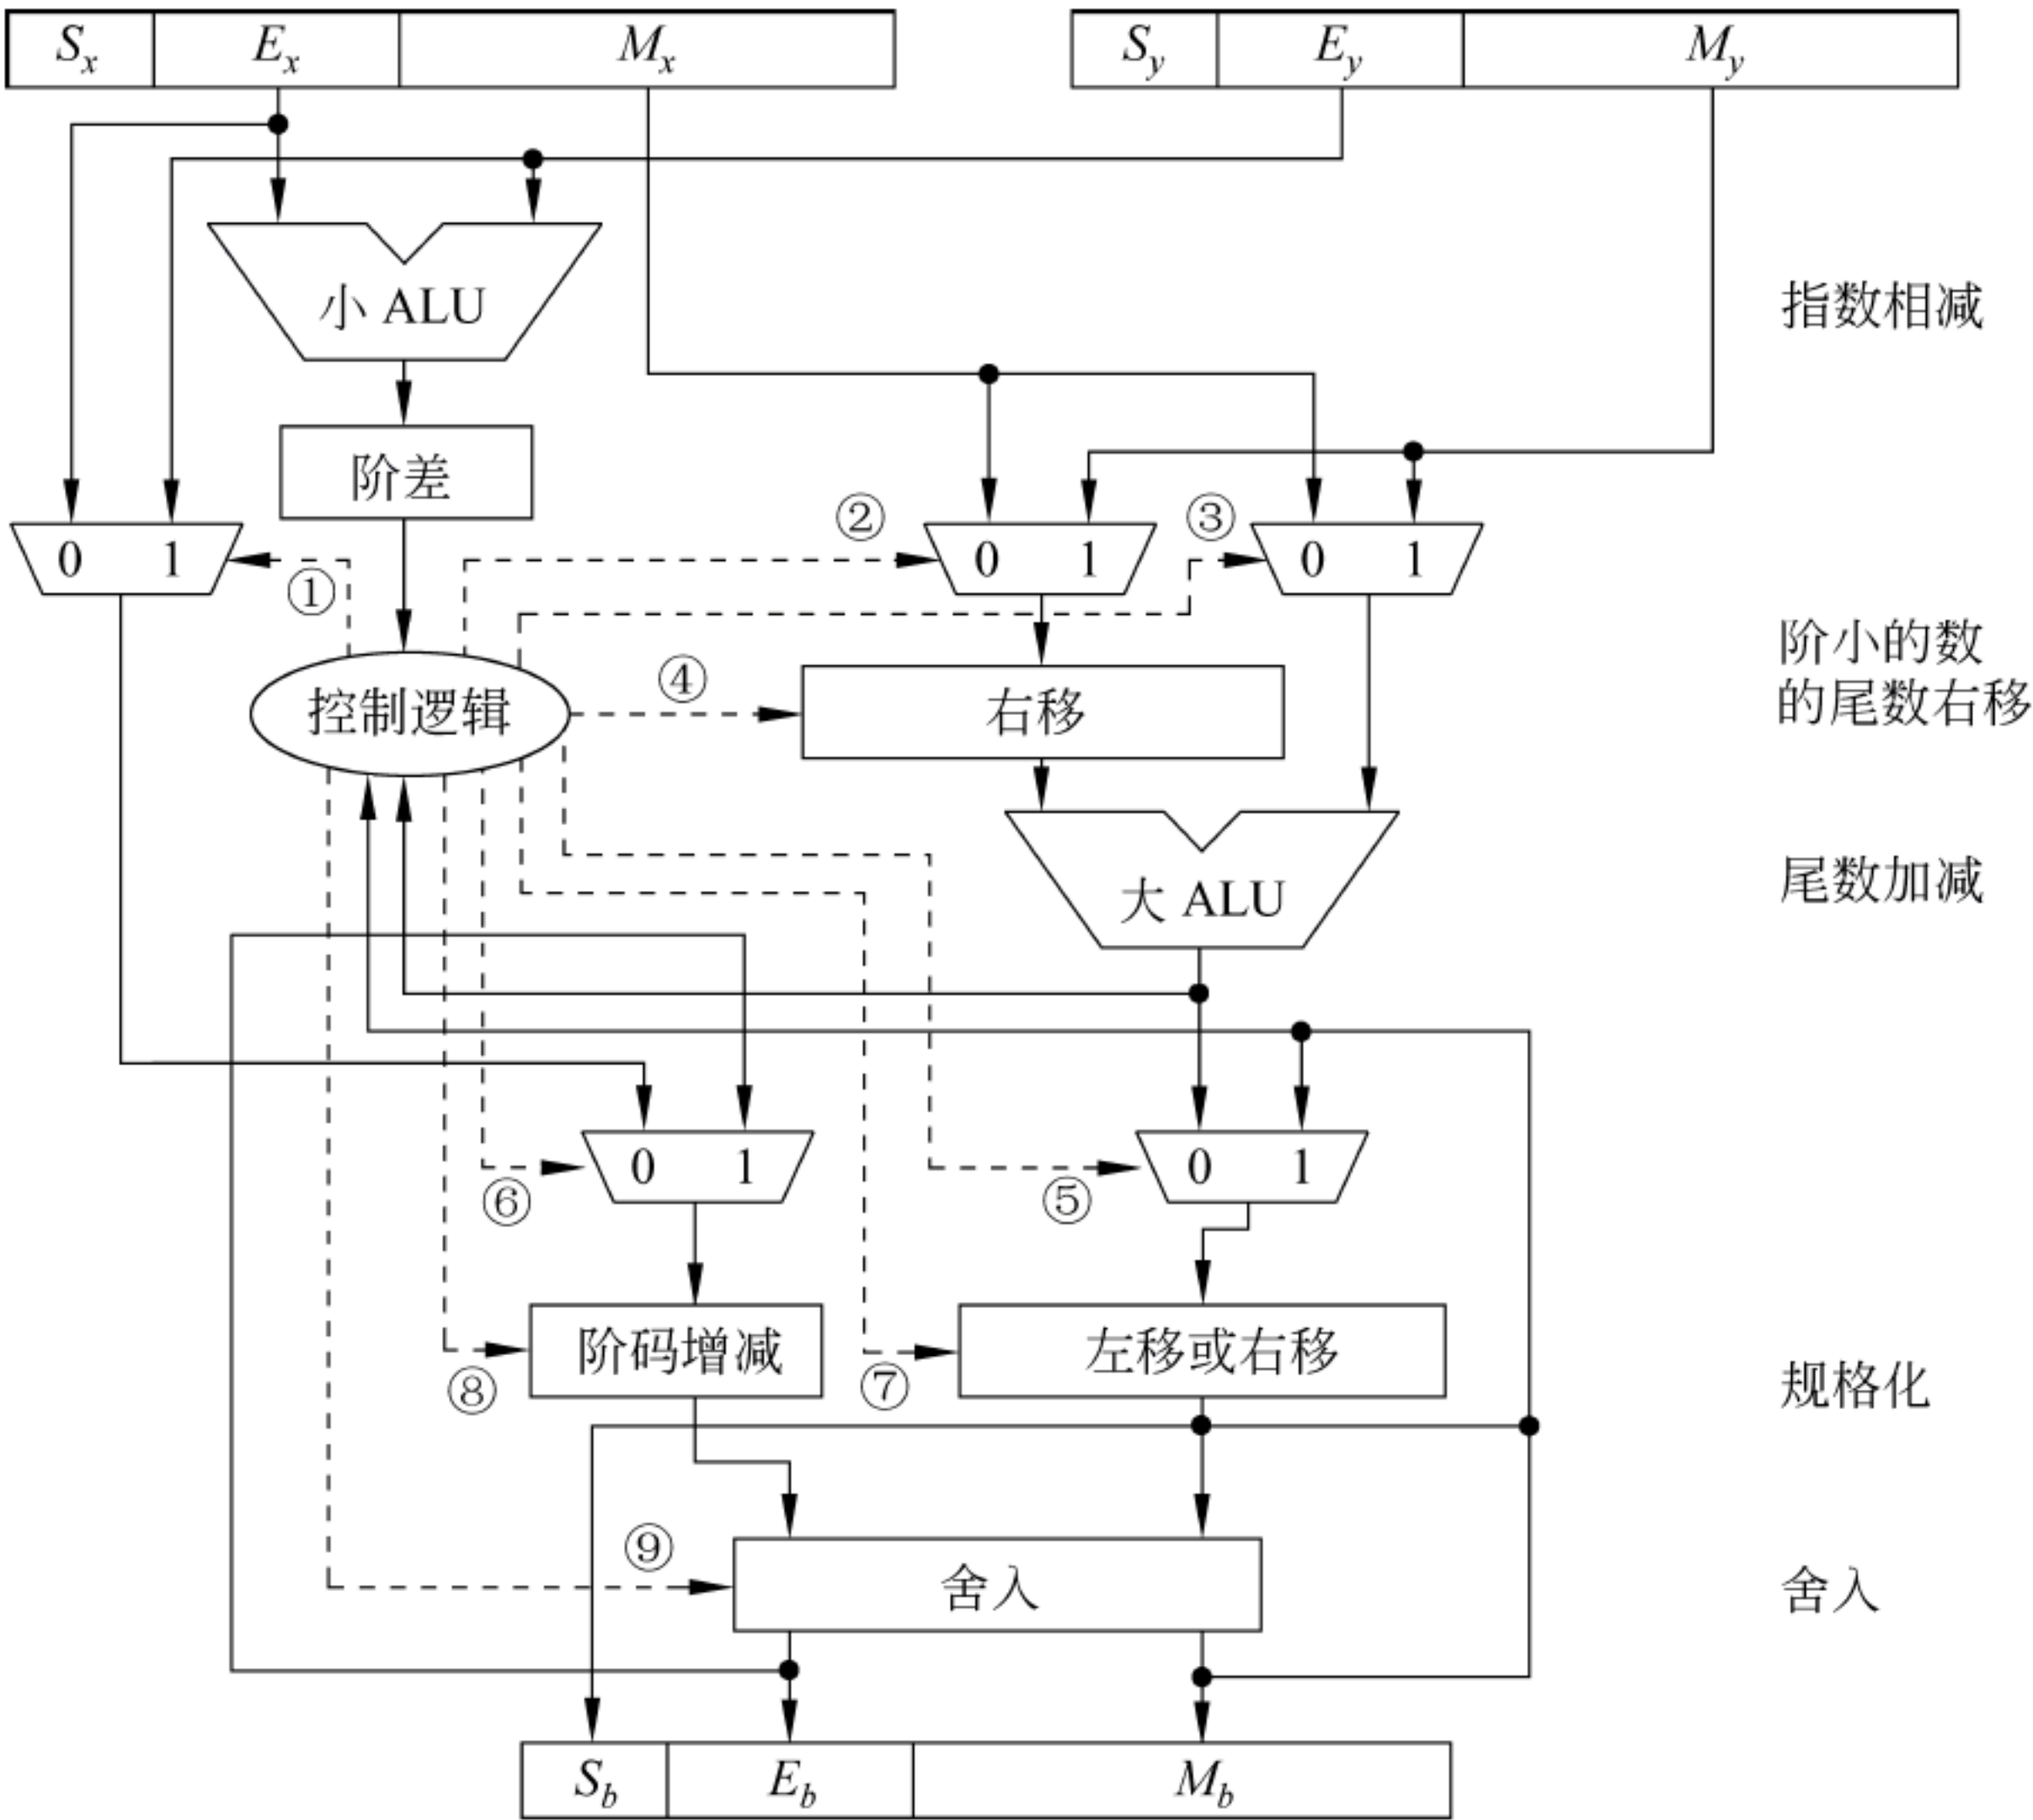 Sx Ex Mx Sy Ey My
小 ALU
指数相减
阶差
② ③
0 1 0 1 0 1
①
阶小的数
的尾数右移
④
控制逻辑 右移
大 ALU
尾数加减
0 1 0 1
⑥ ⑤
阶码增减 左移或右移
规格化
⑧ ⑦
⑨
舍入 舍入
Sb Eb Mb